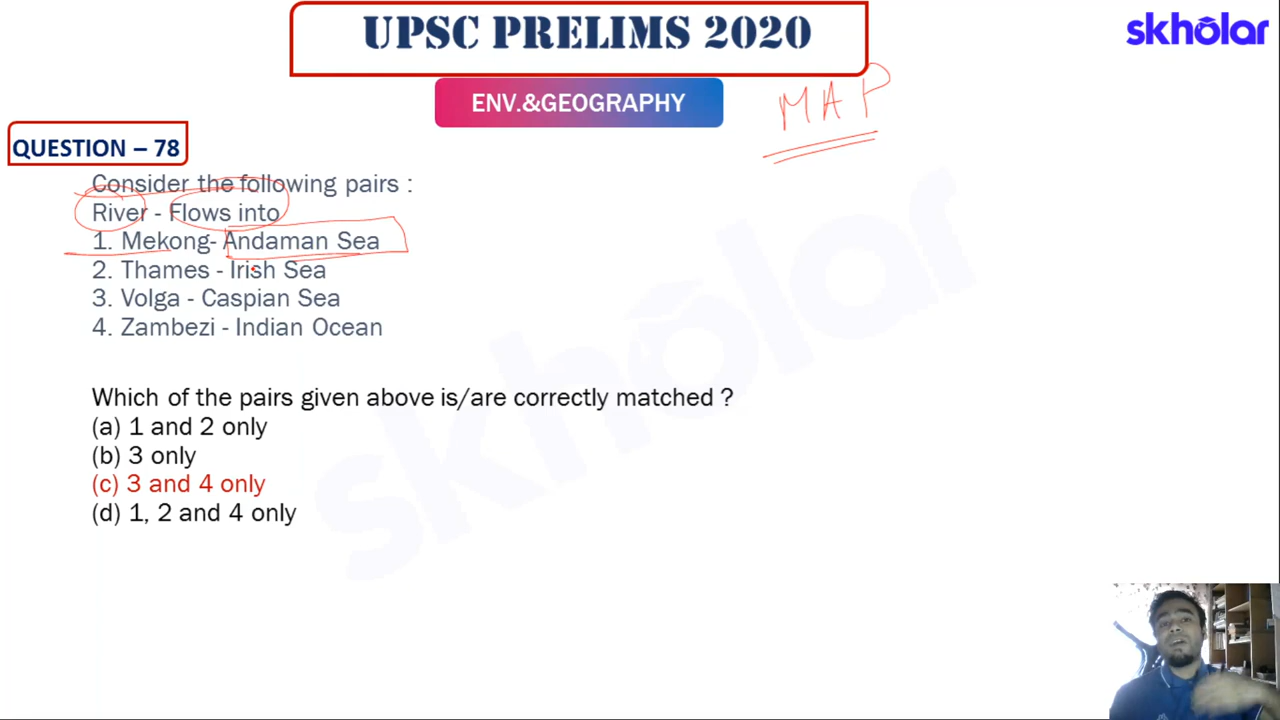 UPSC PRELIMS 2020
skholar
ENV.&GEOGRAPHY
MAP
QUESTION – 78
Consider the following pairs :
River - Flows into
1. Mekong- Andaman Sea
2. Thames - Irish Sea
3. Volga - Caspian Sea
4. Zambezi - Indian Ocean
Which of the pairs given above is/are correctly matched ?
(a) 1 and 2 only
(b) 3 only
(c) 3 and 4 only
(d) 1, 2 and 4 only
skholar